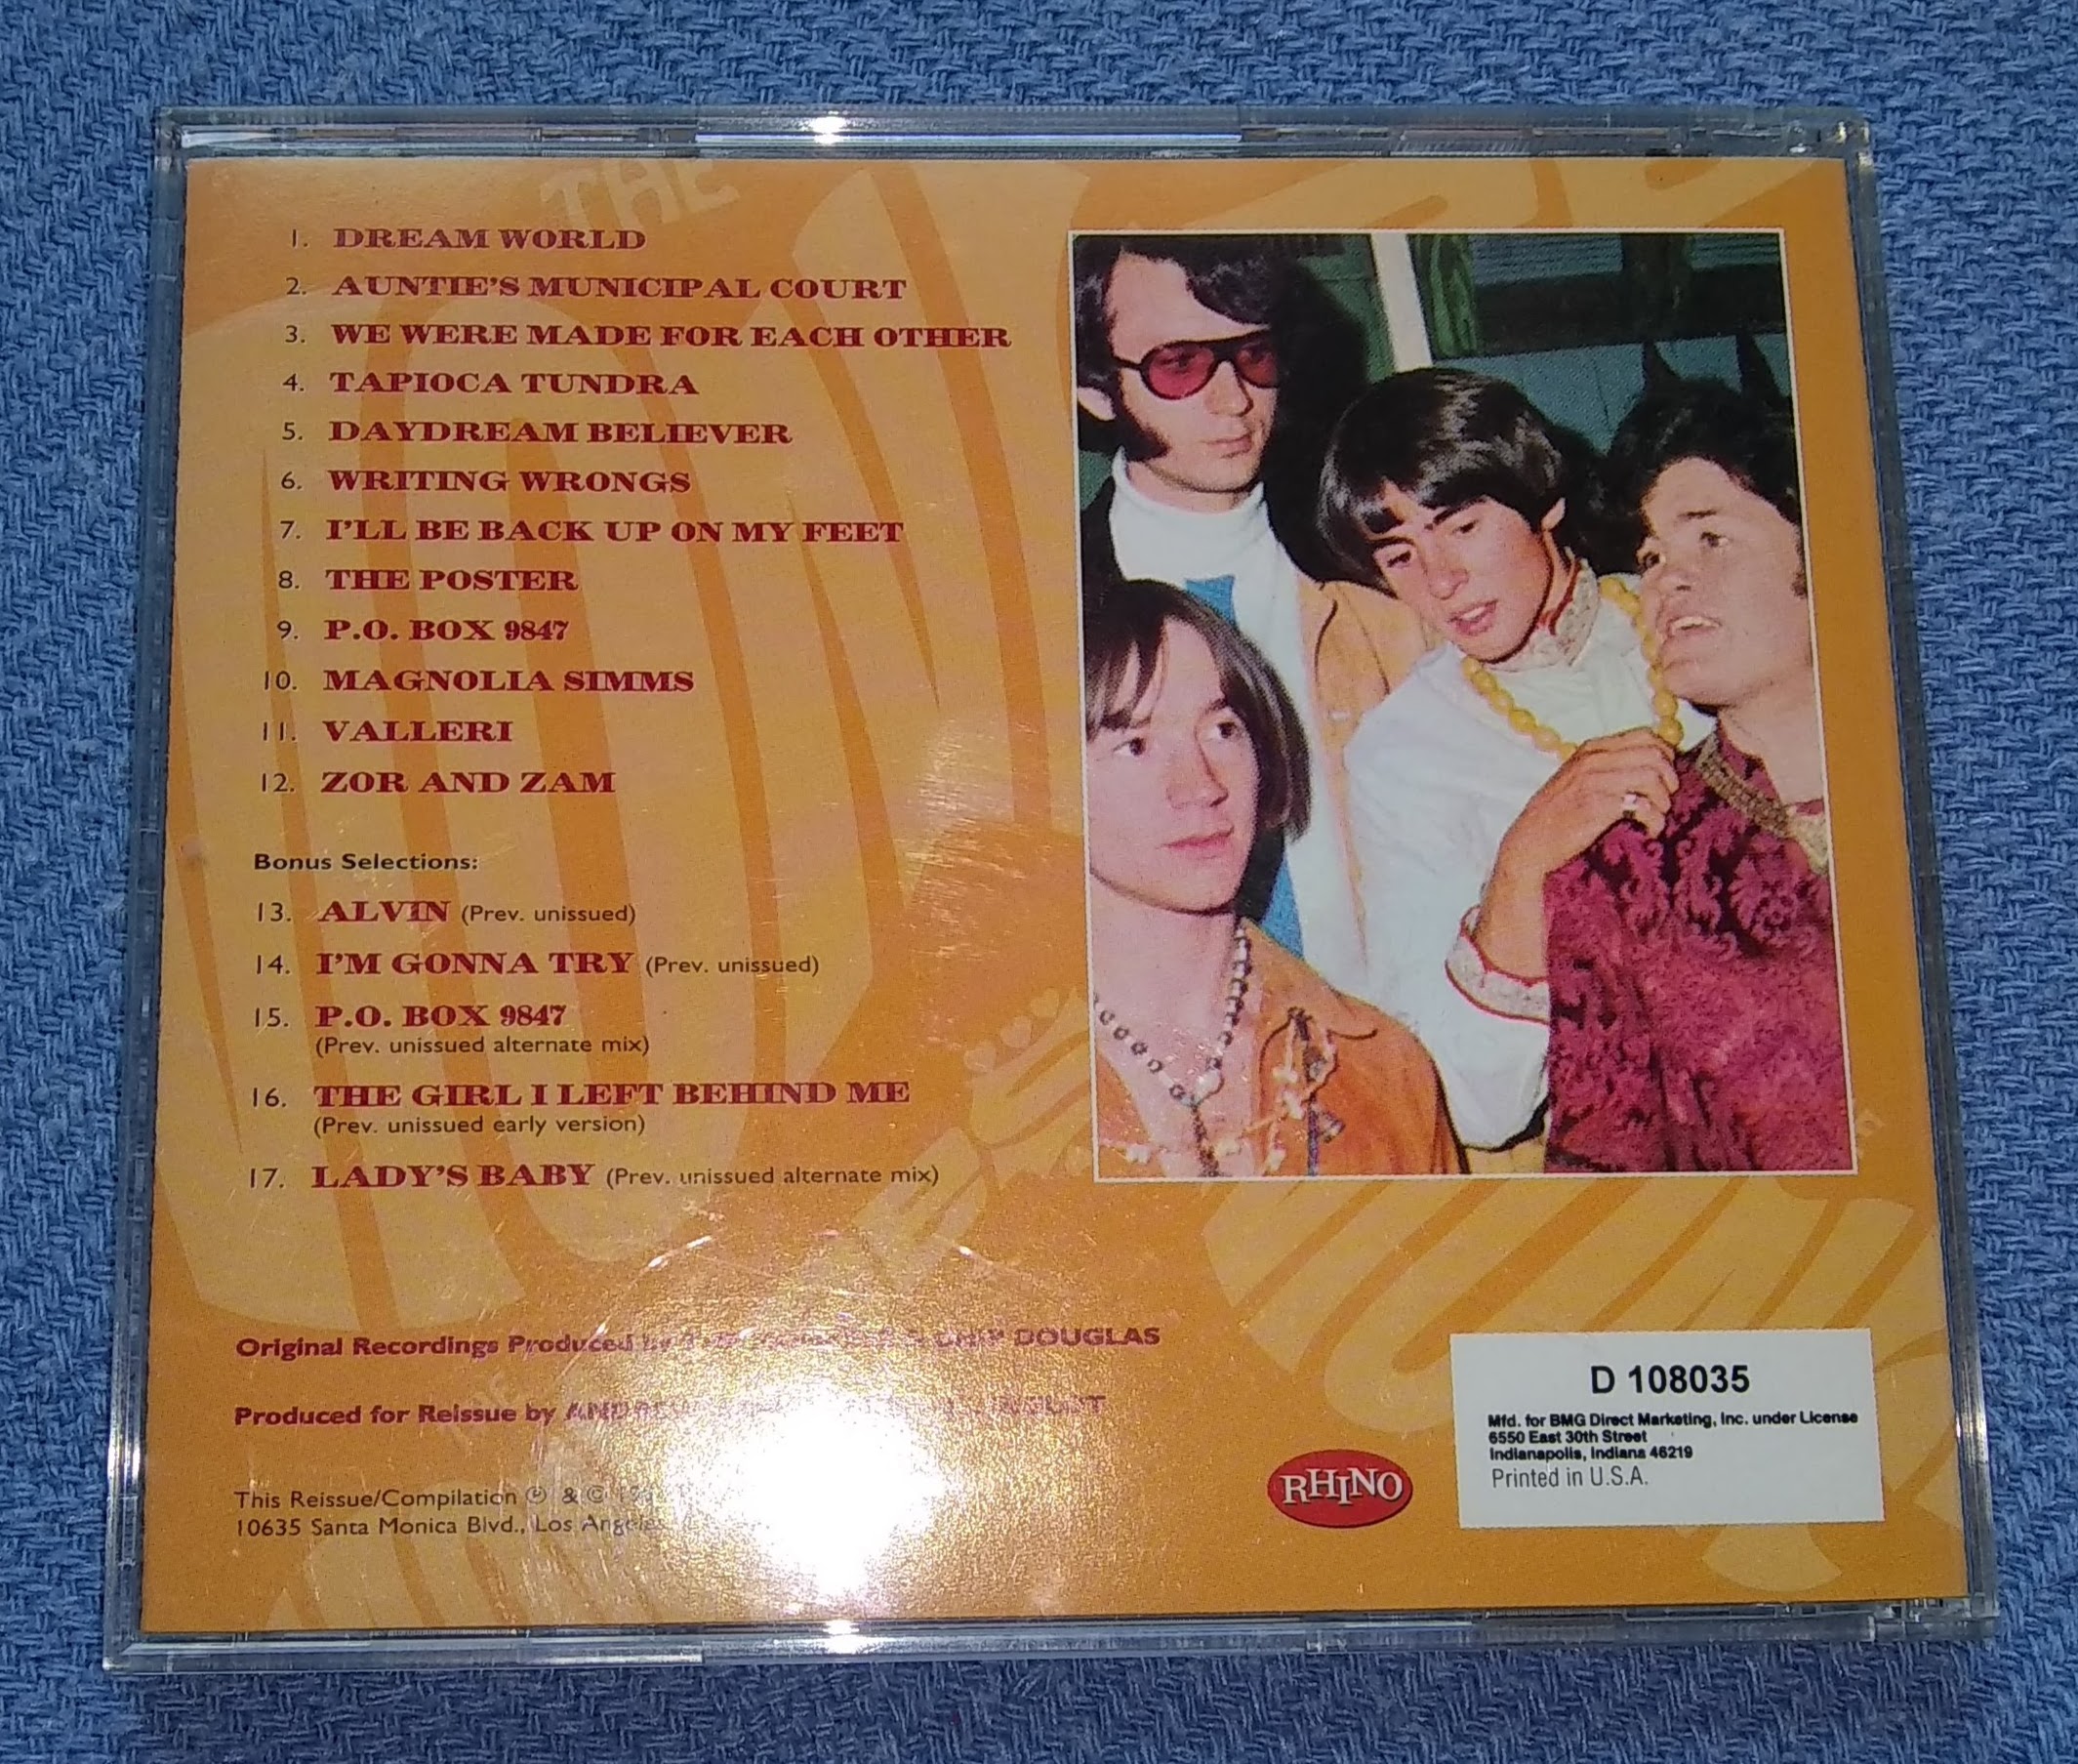 THE
1. DREAM WORLD
2. AUNTIE'S MUNICIPAL COURT
3. WE WERE MADE FOR EACH OTHER
4. TAPIOCA TUNDRA
5. DAYDREAM BELIEVER
6. WRITING WRONGS
7. I'LL BE BACK UP ON MY FEET
8. THE POSTER
9. P.O. BOX 9847
10. MAGNOLIA SIMMS
11. VALLERI
12. ZOR AND ZAM
Bonus Selections:
13. ALVIN (Prev. unissued)
14. I'M GONNA TRY (Prev. unissued)
15. P.O. BOX 9847
(Prev. unissued alternate mix)
16. THE GIRL I LEFT BEHIND ME
(Prev. unissued early version)
17. LADY'S BABY (Prev. unissued alternate mix)
Original Recordings Produced by CHIP DOUGLAS
Produced for Reissue by ANDREW
This Reissue/Compilation ℗ & ©
10635 Santa Monica Blvd., Los Angeles
RHINO
D 108035
Mfd. for BMG Direct Marketing, Inc. under License
6550 East 30th Street
Indianapolis, Indiana 46219
Printed in U.S.A.